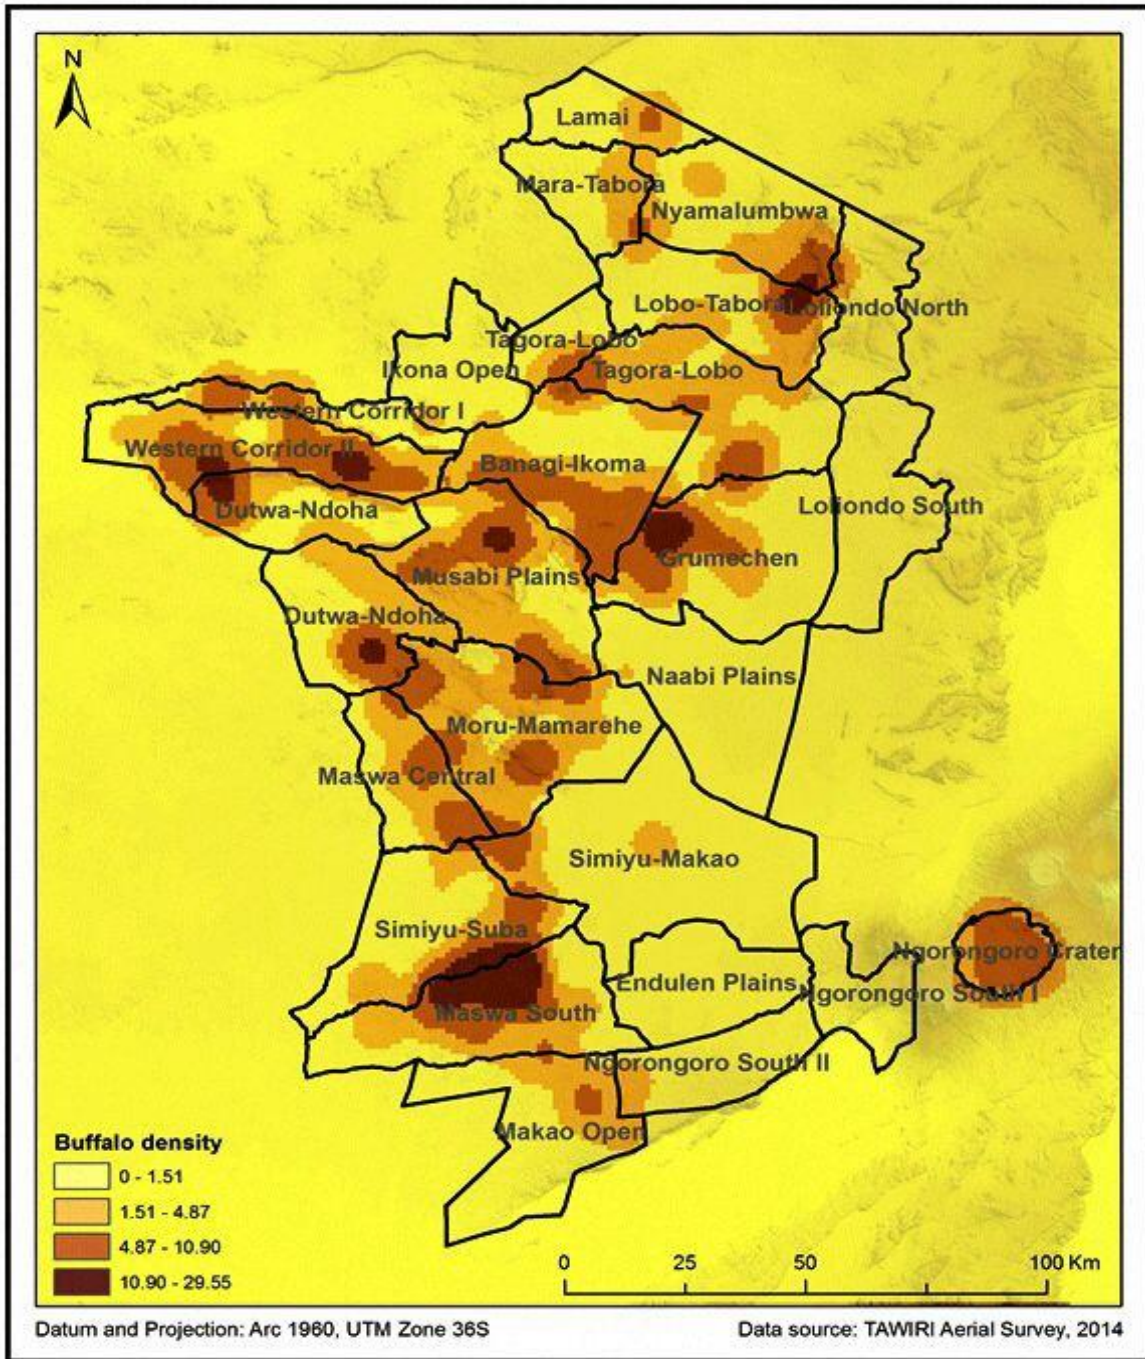 N
Lamai
Mara-Tabora
Nyamalumbwa
Lobo-Tabora
Loliondo North
Tagora-Lobo
Ikona Open
Tagora-Lobo
Western Corridor I
Western Corridor II
Banagi-Ikoma
Dutwa-Ndoha
Loliondo South
Grumechen
Musabi Plains
Dutwa-Ndoha
Naabi Plains
Moru-Mamarehe
Maswa Central
Simiyu-Makao
Simiyu-Suba
Ngorongoro Crater
Endulen Plains
Ngorongoro South I
Maswa South
Ngorongoro South II
Makao Open
Buffalo density
0 - 1.51
1.51 - 4.87
4.87 - 10.90
10.90 - 29.55
0 25 50 100 Km
Datum and Projection: Arc 1960, UTM Zone 36S
Data source: TAWIRI Aerial Survey, 2014